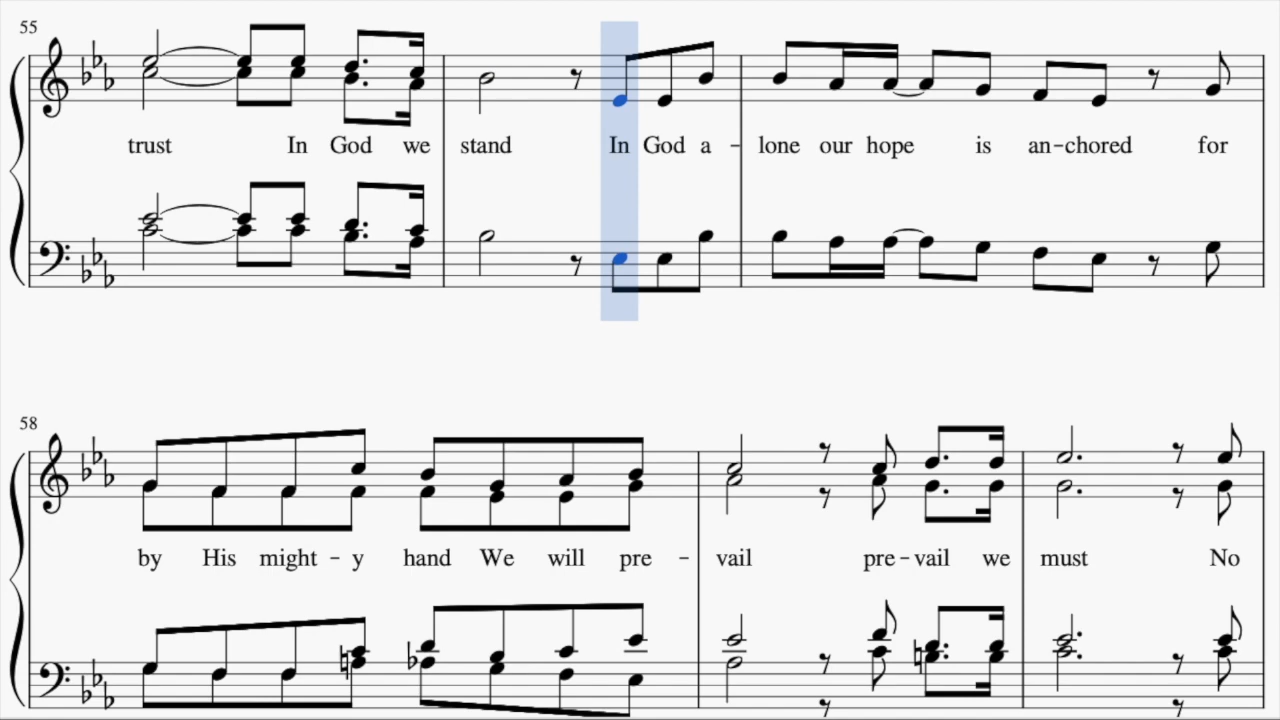 55
trust In God we stand In God a - lone our hope is an-chored for
58
by His might - y hand We will pre - vail pre-vail we must No